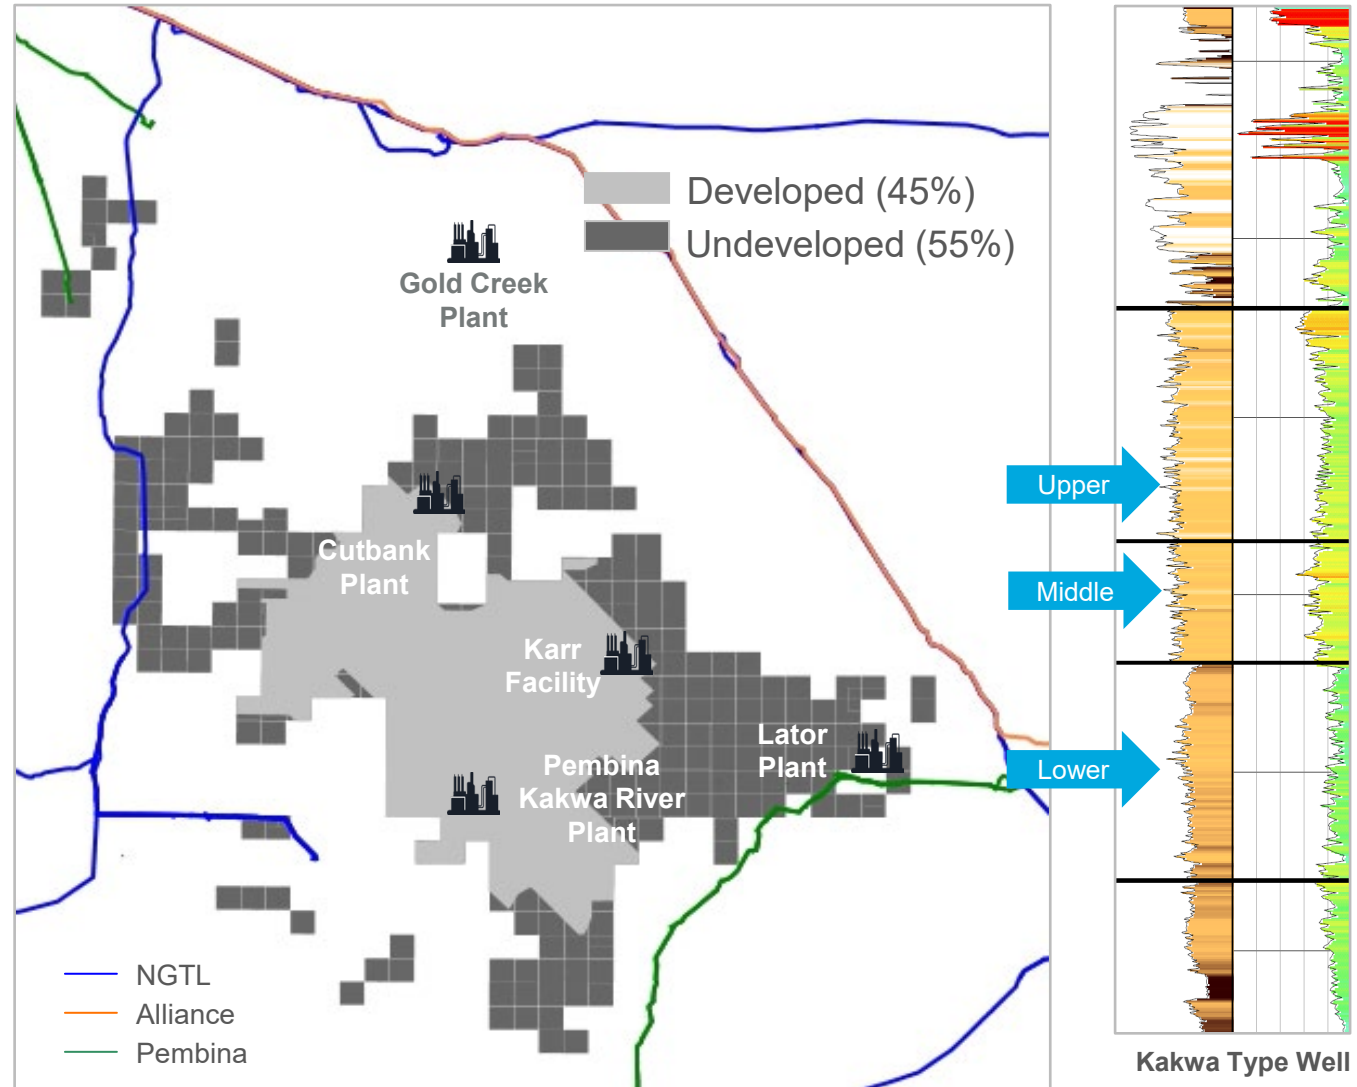 Developed (45%)
Undeveloped (55%)
Gold Creek
Plant
Cutbank
Plant
Karr
Facility
Lator
Plant
Pembina
Kakwa River
Plant
NGTL
Alliance
Pembina
Upper
Middle
Lower
Kakwa Type Well